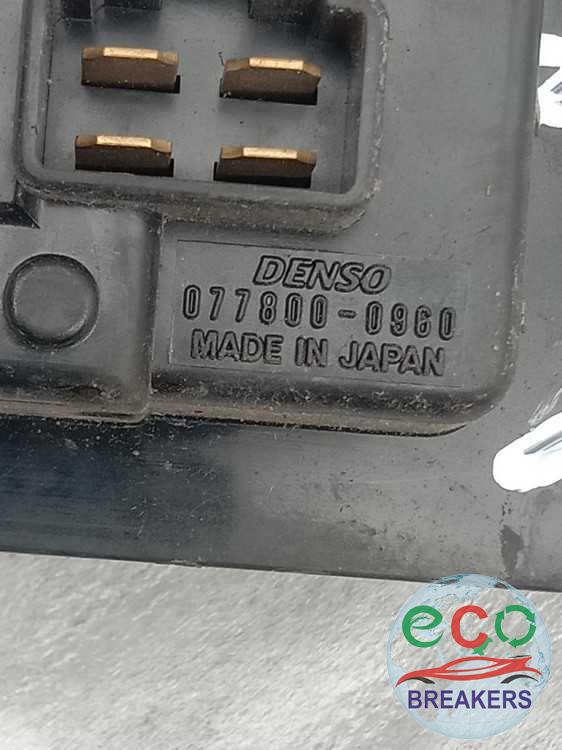 DENSO
077800-0960
MADE IN JAPAN
eco
BREAKERS